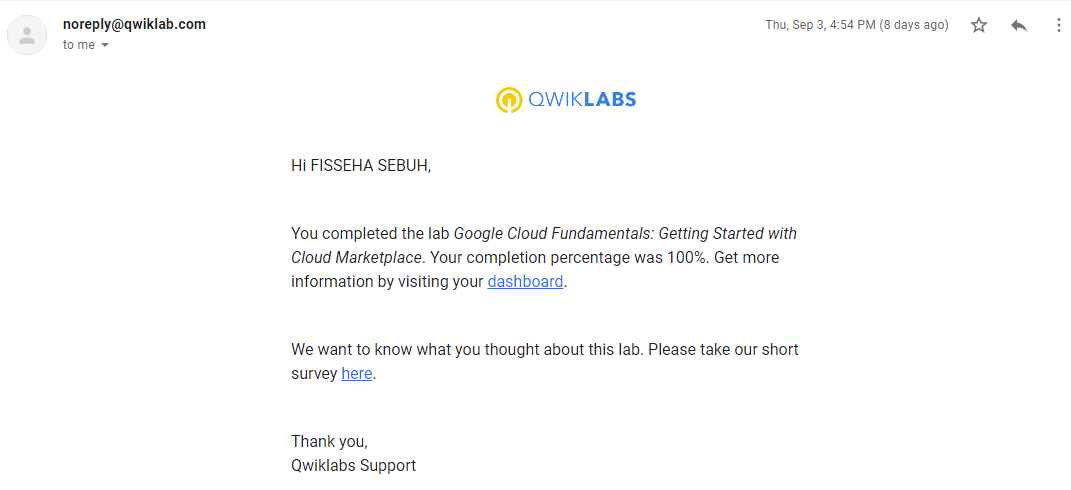 noreply@qwiklab.com
Thu, Sep 3, 4:54 PM (8 days ago)
to me
QWIKLABS
Hi FISSEHA SEBUH,
You completed the lab Google Cloud Fundamentals: Getting Started with
Cloud Marketplace. Your completion percentage was 100%. Get more
information by visiting your dashboard.
We want to know what you thought about this lab. Please take our short
survey here.
Thank you,
Qwiklabs Support